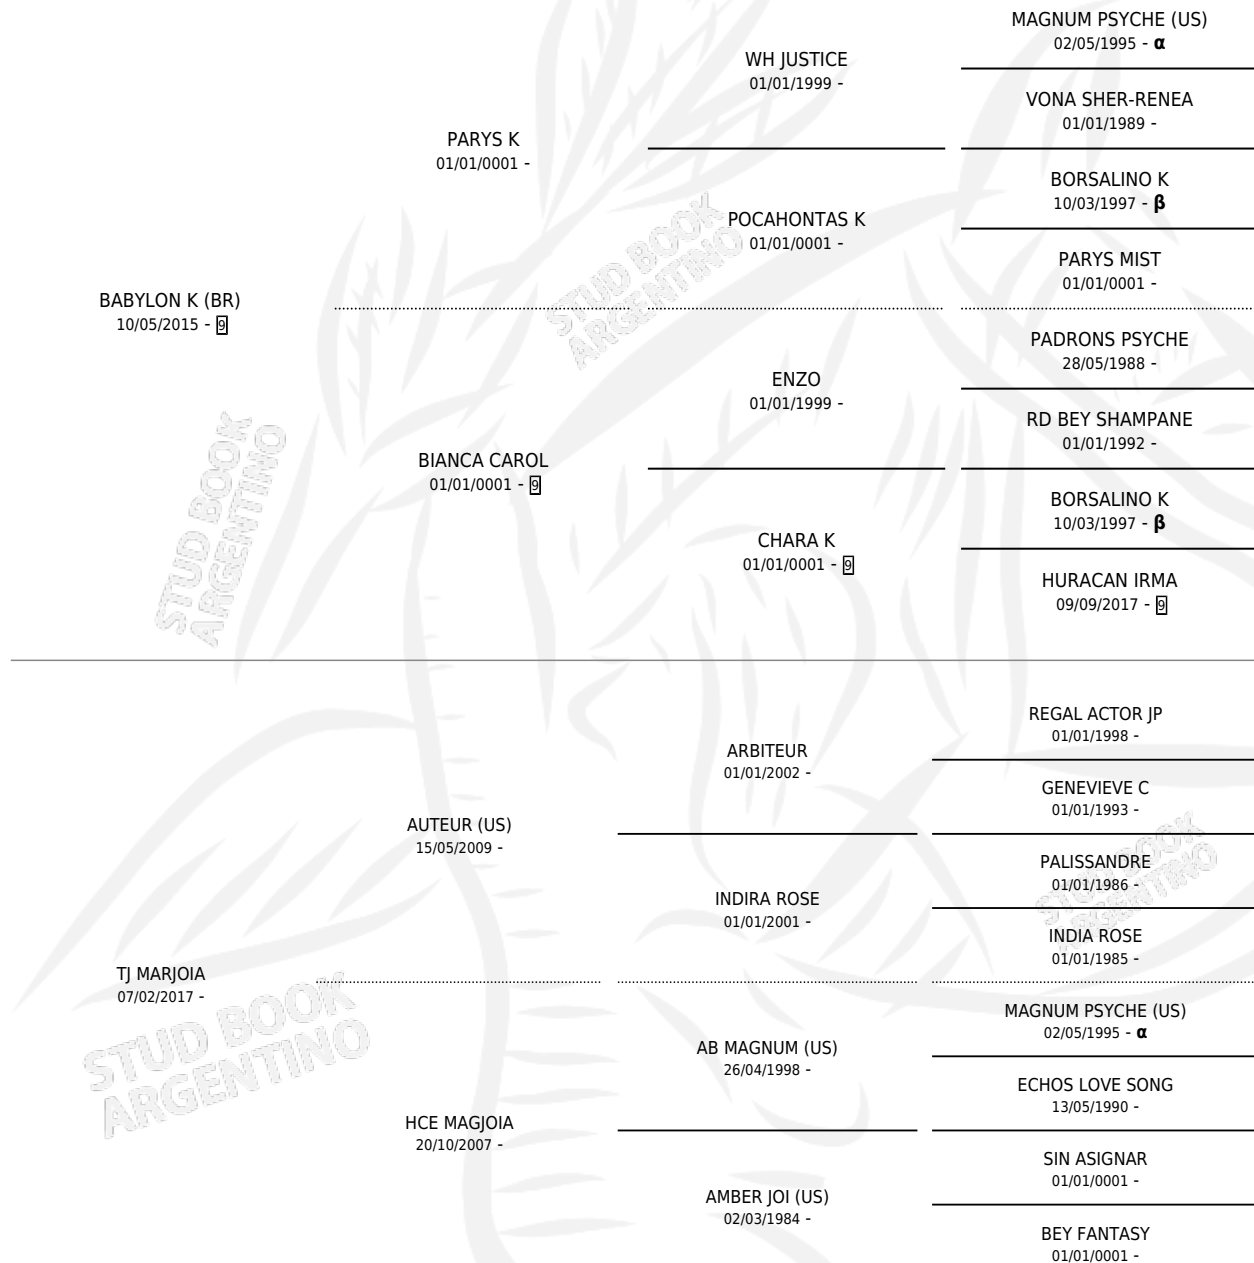 MAGNUM PSYCHE (US)
02/05/1995 - α
WH JUSTICE
01/01/1999 -
VONA SHER-RENEA
01/01/1989 -
PARYS K
01/01/0001 -
BORSALINO K
10/03/1997 - β
POCAHONTAS K
01/01/0001 -
PARYS MIST
01/01/0001 -
BABYLON K (BR)
10/05/2015 - 9
PADRONS PSYCHE
28/05/1988 -
ENZO
01/01/1999 -
RD BEY SHAMPANE
01/01/1992 -
BIANCA CAROL
01/01/0001 - 9
BORSALINO K
10/03/1997 - β
CHARA K
01/01/0001 - 9
HURACAN IRMA
09/09/2017 - 9
REGAL ACTOR JP
01/01/1998 -
ARBITEUR
01/01/2002 -
GENEVIEVE C
01/01/1993 -
AUTEUR (US)
15/05/2009 -
PALISSANDRE
01/01/1986 -
INDIRA ROSE
01/01/2001 -
INDIA ROSE
01/01/1985 -
TJ MARJOIA
07/02/2017 -
MAGNUM PSYCHE (US)
02/05/1995 - α
AB MAGNUM (US)
26/04/1998 -
ECHOS LOVE SONG
13/05/1990 -
HCE MAGJOIA
20/10/2007 -
SIN ASIGNAR
01/01/0001 -
AMBER JOI (US)
02/03/1984 -
BEY FANTASY
01/01/0001 -
STUD BOOK
ARGENTINO
STUD BOOK
ARGENTINO
STUD BOOK
ARGENTINO
STUD BOOK
ARGENTINO